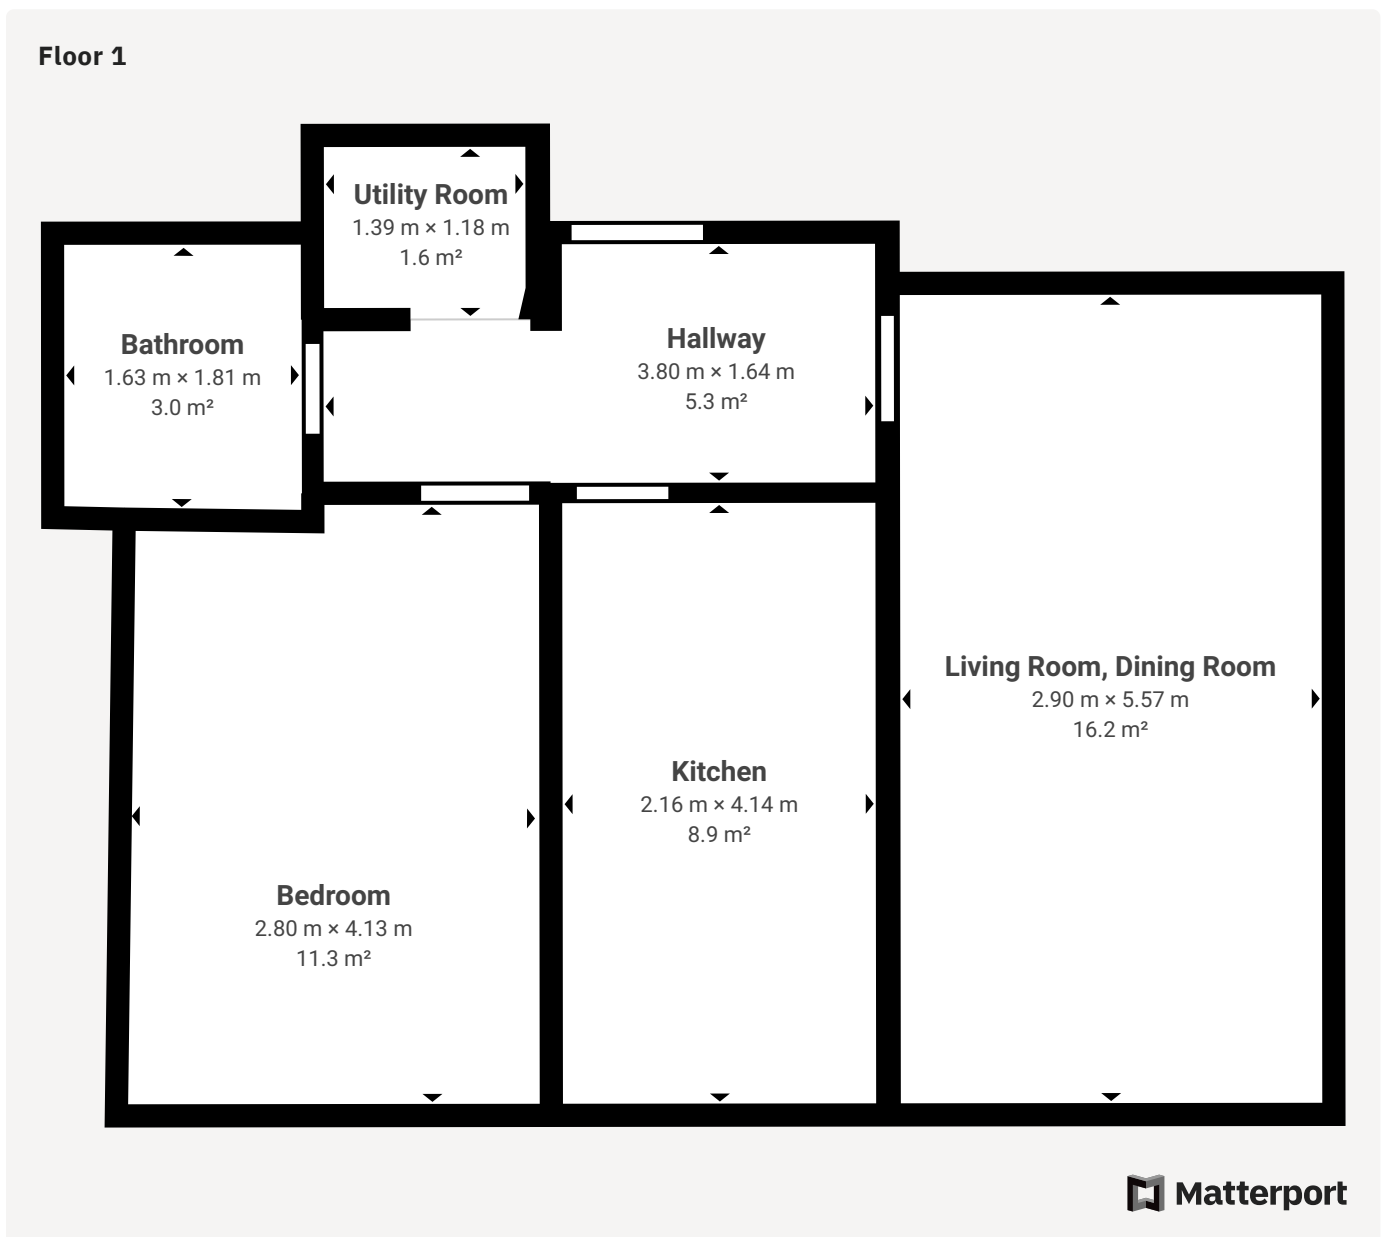 Floor 1
Utility Room
1.39 m × 1.18 m
1.6 m²
Bathroom
1.63 m × 1.81 m
3.0 m²
Hallway
3.80 m × 1.64 m
5.3 m²
Living Room, Dining Room
2.90 m × 5.57 m
16.2 m²
Kitchen
2.16 m × 4.14 m
8.9 m²
Bedroom
2.80 m × 4.13 m
11.3 m²
Matterport